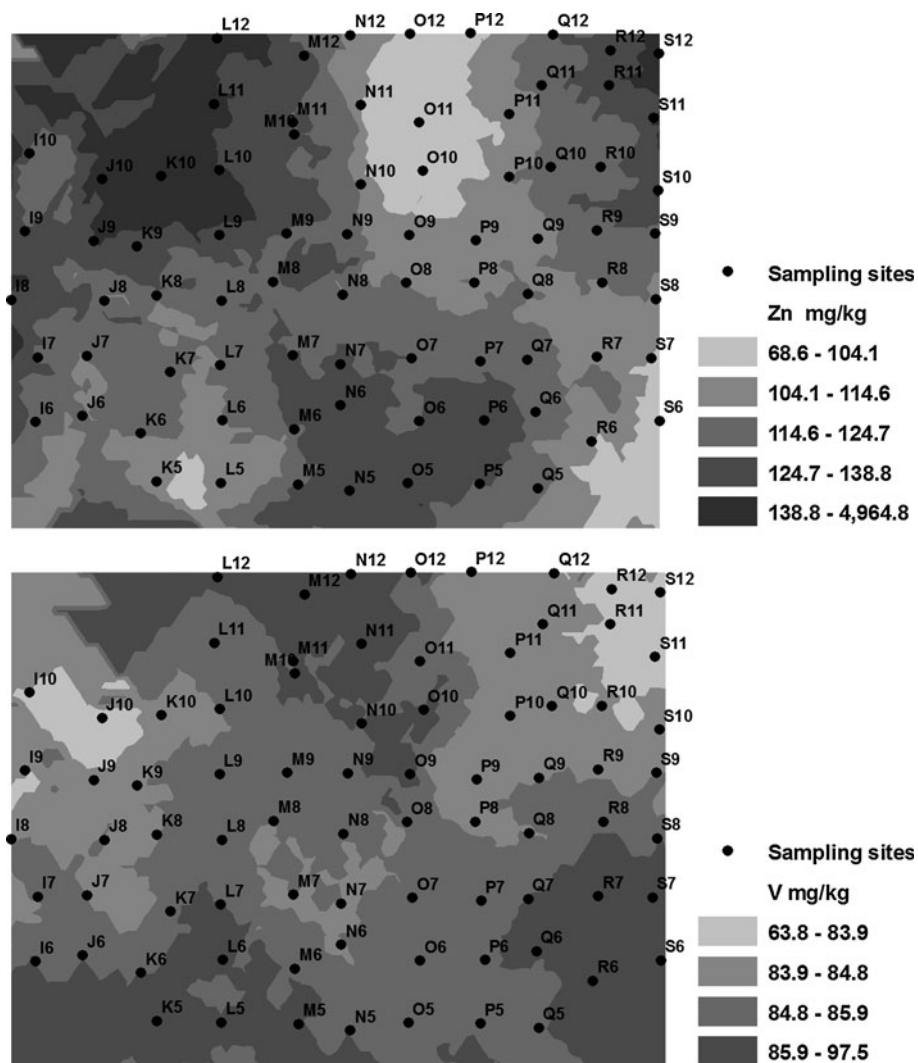 L12 N12 O12 P12 Q12
M12 R12 S12
Q11 R11
L11 N11 P11 S11
M11 O11
M10
I10
J10 K10 L10 N10 O10 P10 Q10 R10 S10
I9 J9 K9 L9 M9 N9 O9 P9 Q9 R9 S9
I8 J8 K8 L8 M8 N8 O8 P8 Q8 R8 S8
I7 J7 K7 L7 M7 N7 O7 P7 Q7 R7 S7
I6 J6 K6 L6 M6 N6 O6 P6 Q6 R6 S6
K5 L5 M5 N5 O5 P5 Q5
Sampling sites
Zn mg/kg
68.6 - 104.1
104.1 - 114.6
114.6 - 124.7
124.7 - 138.8
138.8 - 4,964.8
L12 N12 O12 P12 Q12
M12 R12 S12
Q11 R11
L11 N11 P11 S11
M11 O11
M10
I10
J10 K10 L10 N10 O10 P10 Q10 R10 S10
I9 J9 K9 L9 M9 N9 O9 P9 Q9 R9 S9
I8 J8 K8 L8 M8 N8 O8 P8 Q8 R8 S8
I7 J7 K7 L7 M7 N7 O7 P7 Q7 R7 S7
I6 J6 K6 L6 M6 N6 O6 P6 Q6 R6 S6
K5 L5 M5 N5 O5 P5 Q5
Sampling sites
V mg/kg
63.8 - 83.9
83.9 - 84.8
84.8 - 85.9
85.9 - 97.5